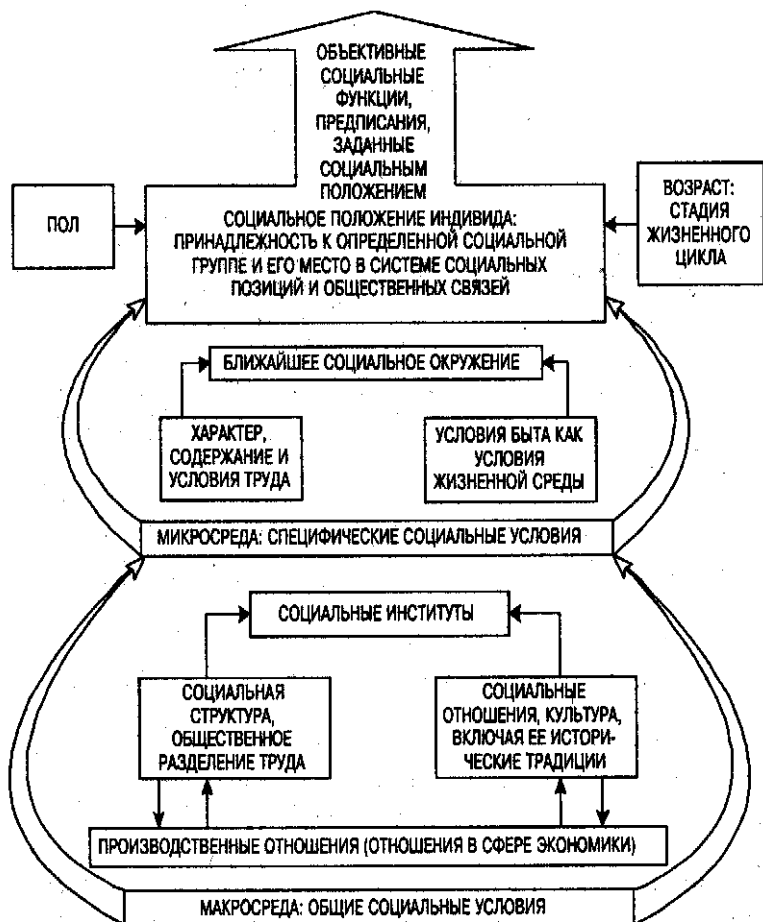 ОБЪЕКТИВНЫЕ
СОЦИАЛЬНЫЕ
ФУНКЦИИ,
ПРЕДПИСАНИЯ,
ЗАДАННЫЕ
СОЦИАЛЬНЫМ
ПОЛОЖЕНИЕМ
ПОЛ
СОЦИАЛЬНОЕ ПОЛОЖЕНИЕ ИНДИВИДА:
ПРИНАДЛЕЖНОСТЬ К ОПРЕДЕЛЕННОЙ СОЦИАЛЬНОЙ
ГРУППЕ И ЕГО МЕСТО В СИСТЕМЕ СОЦИАЛЬНЫХ
ПОЗИЦИЙ И ОБЩЕСТВЕННЫХ СВЯЗЕЙ
ВОЗРАСТ:
СТАДИЯ
ЖИЗНЕННОГО
ЦИКЛА
БЛИЖАЙШЕЕ СОЦИАЛЬНОЕ ОКРУЖЕНИЕ
ХАРАКТЕР,
СОДЕРЖАНИЕ И
УСЛОВИЯ ТРУДА
УСЛОВИЯ БЫТА КАК
УСЛОВИЯ
ЖИЗНЕННОЙ СРЕДЫ
МИКРОСРЕДА: СПЕЦИФИЧЕСКИЕ СОЦИАЛЬНЫЕ УСЛОВИЯ
СОЦИАЛЬНЫЕ ИНСТИТУТЫ
СОЦИАЛЬНАЯ
СТРУКТУРА,
ОБЩЕСТВЕННОЕ
РАЗДЕЛЕНИЕ ТРУДА
СОЦИАЛЬНЫЕ
ОТНОШЕНИЯ, КУЛЬТУРА,
ВКЛЮЧАЯ ЕЕ ИСТОРИ-
ЧЕСКИЕ ТРАДИЦИИ
ПРОИЗВОДСТВЕННЫЕ ОТНОШЕНИЯ (ОТНОШЕНИЯ В СФЕРЕ ЭКОНОМИКИ)
МАКРОСРЕДА: ОБЩИЕ СОЦИАЛЬНЫЕ УСЛОВИЯ